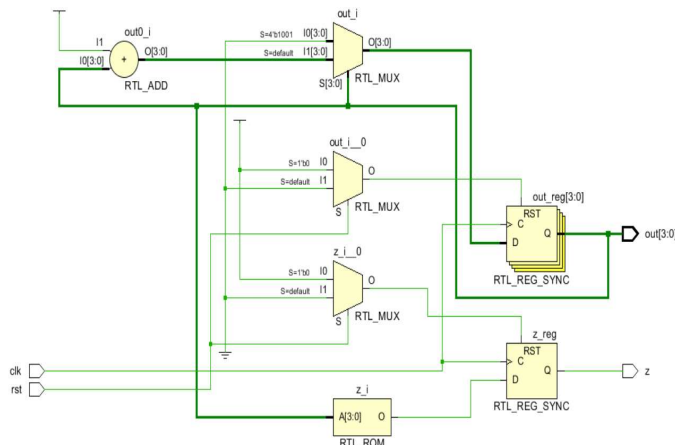 out_i
out0_i
S=4'b1001
I0[3:0]
I1
O[3:0]
O[3:0]
S=default
I1[3:0]
I0[3:0]
+
S[3:0]
RTL_MUX
RTL_ADD
out_i__0
S=1'b0
I0
O
S=default
I1
out_reg[3:0]
S
RTL_MUX
RST
C
Q
out[3:0]
D
z_i__0
RTL_REG_SYNC
S=1'b0
I0
O
S=default
I1
S
RTL_MUX
z_reg
RST
clk
C
Q
z
rst
D
z_i
RTL_REG_SYNC
A[3:0]
O
RTL_ROM